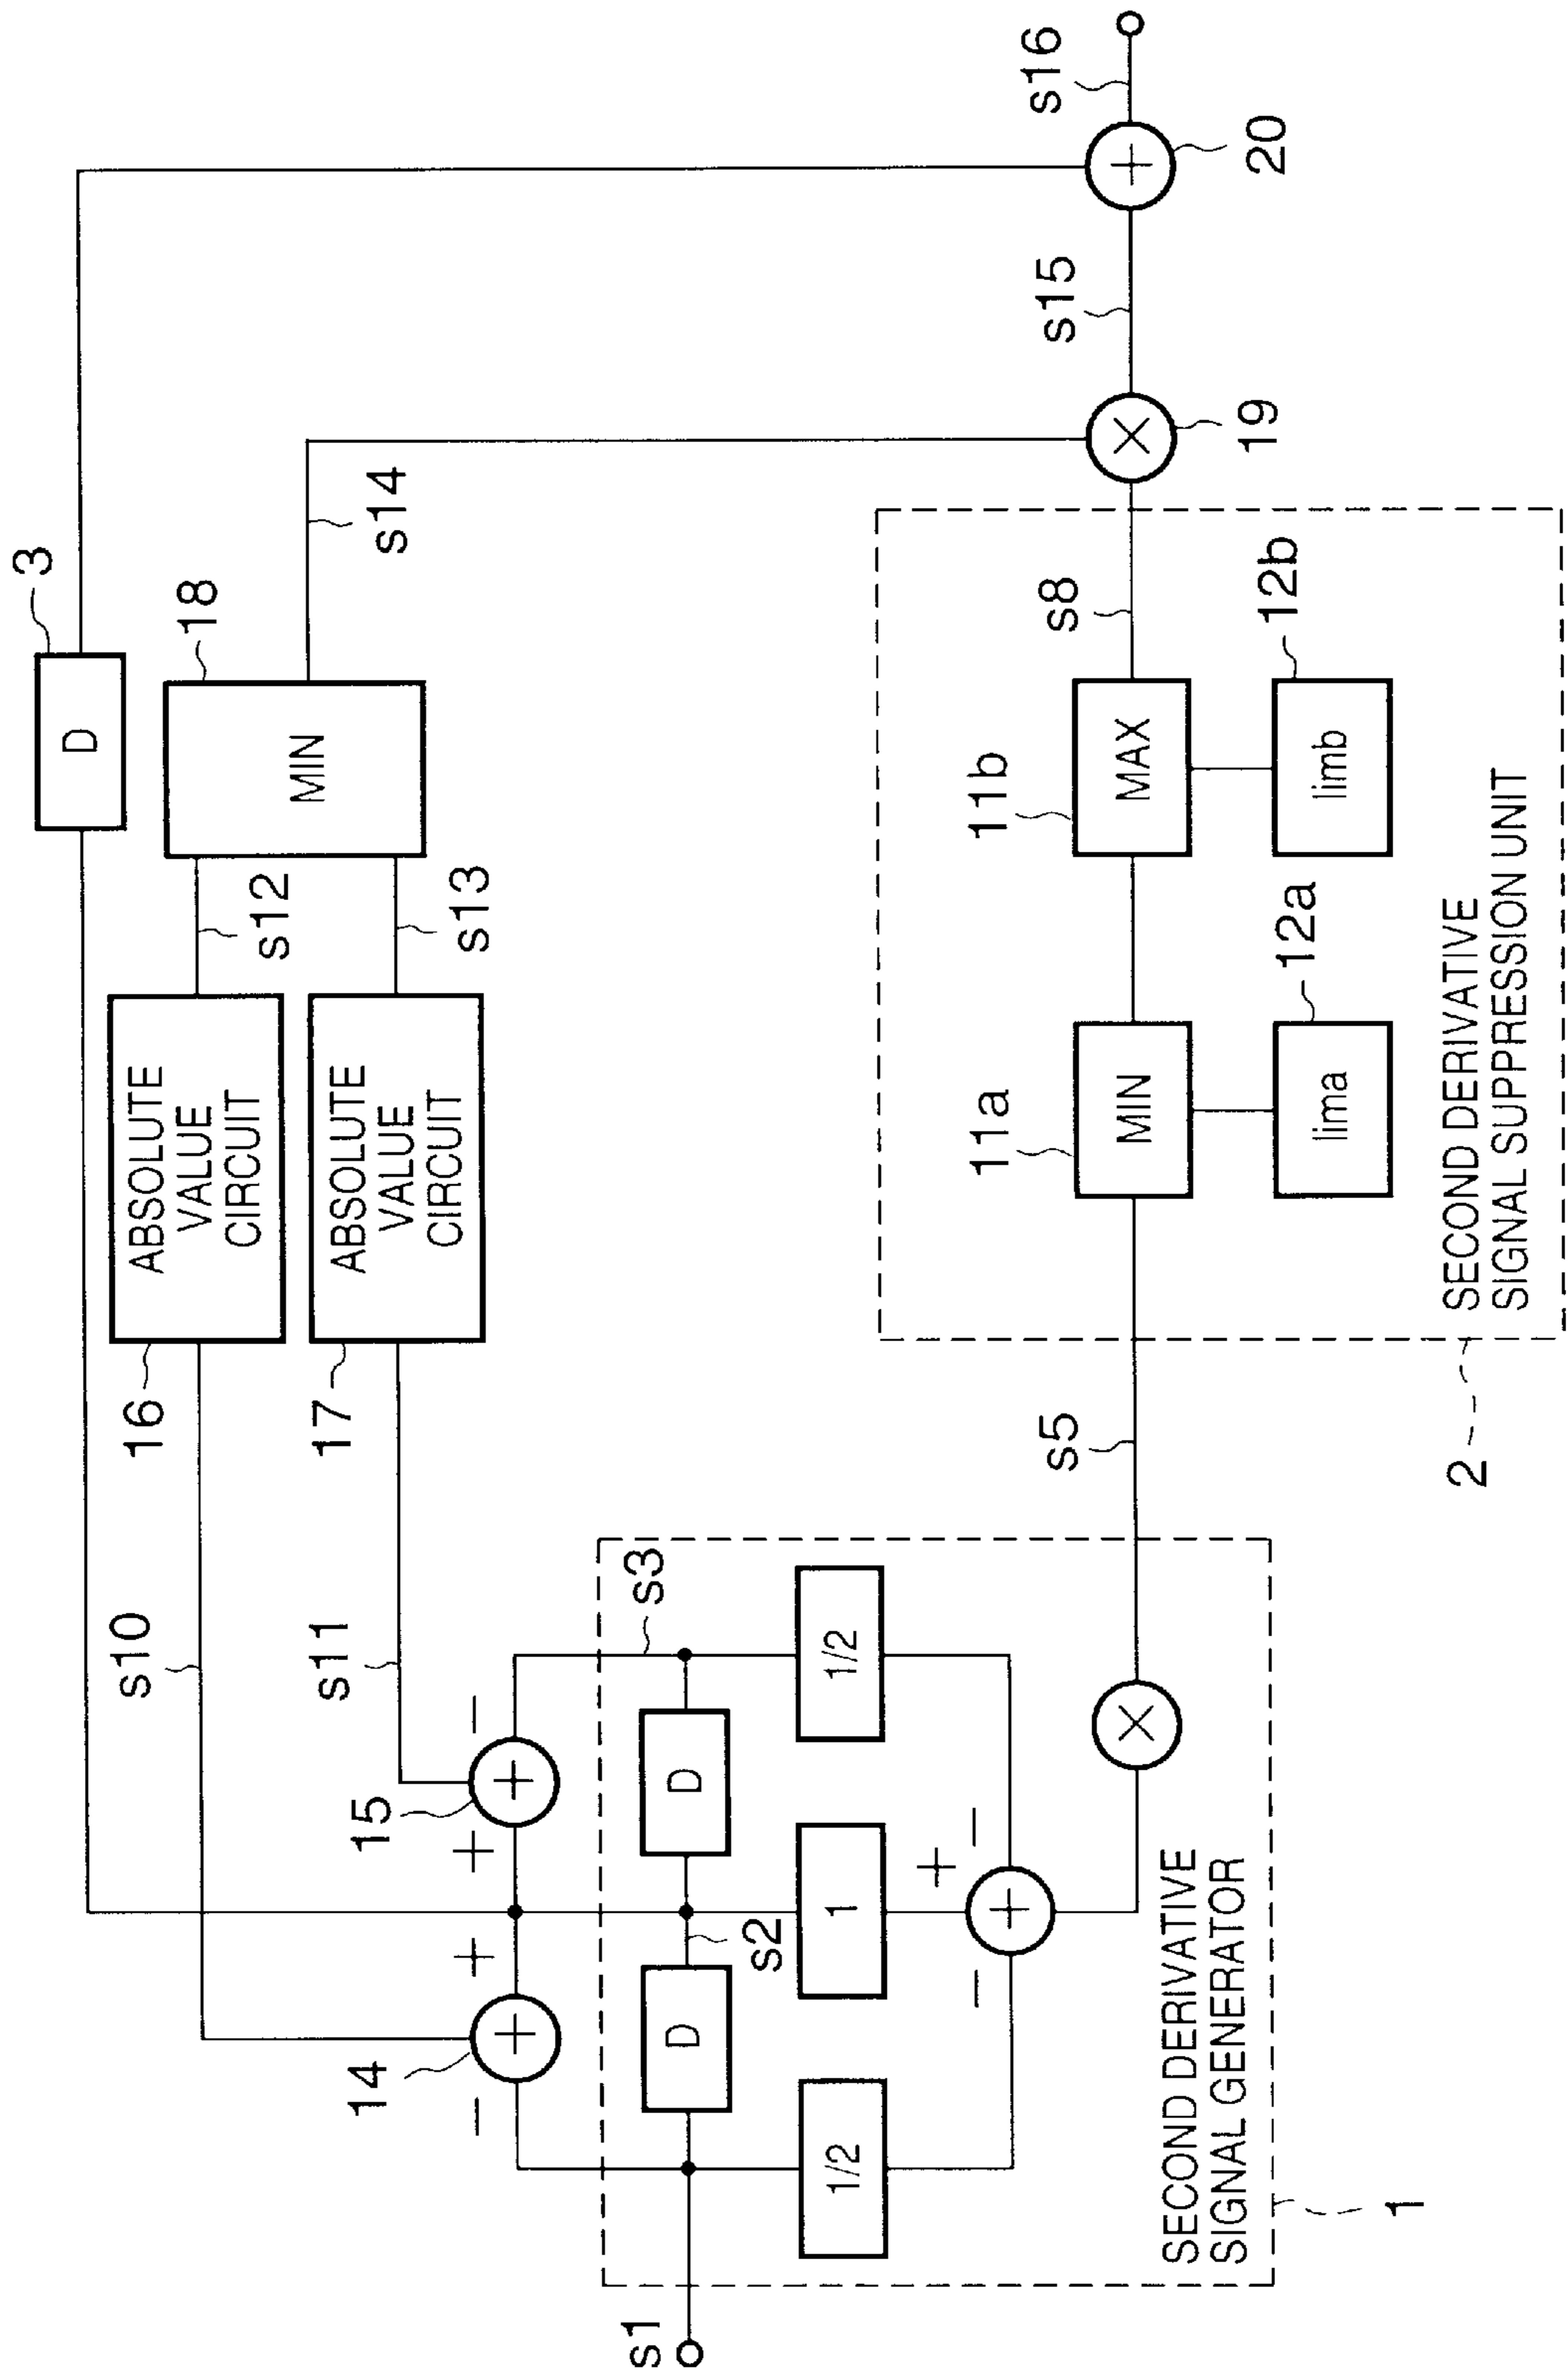 3
D
18
MIN
s12
s13
s14
16
ABSOLUTE
VALUE
CIRCUIT
17
ABSOLUTE
VALUE
CIRCUIT
s10
s11
14
+
−
+
15
+
+
−
s1
D
s2
D
s3
1/2
1
1/2
−
+
+
−
×
SECOND DERIVATIVE
SIGNAL GENERATOR
1
s5
11a
MIN
12a
lima
11b
MAX
12b
limb
s8
SECOND DERIVATIVE
SIGNAL SUPPRESSION UNIT
2
×
19
s15
+
20
s16